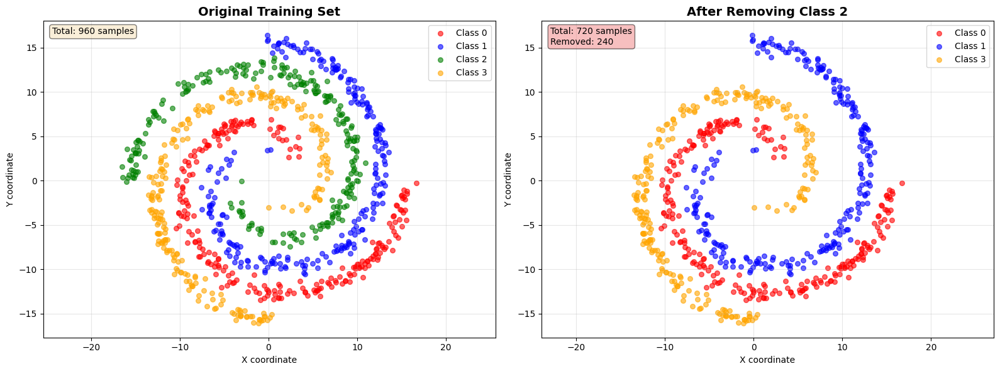 Original Training Set
Total: 960 samples
Class 0
Class 1
Class 2
Class 3
15
10
5
0
−5
−10
−15
Y coordinate
−20
−10
0
10
20
X coordinate
After Removing Class 2
Total: 720 samples
Removed: 240
Class 0
Class 1
Class 3
15
10
5
0
−5
−10
−15
Y coordinate
−20
−10
0
10
20
X coordinate